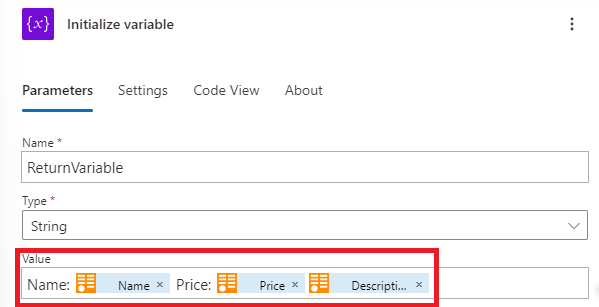 {x} Initialize variable
Parameters Settings Code View About
Name *
ReturnVariable
Type *
String
Value
Name: Name × Price: Price × Descripti... ×